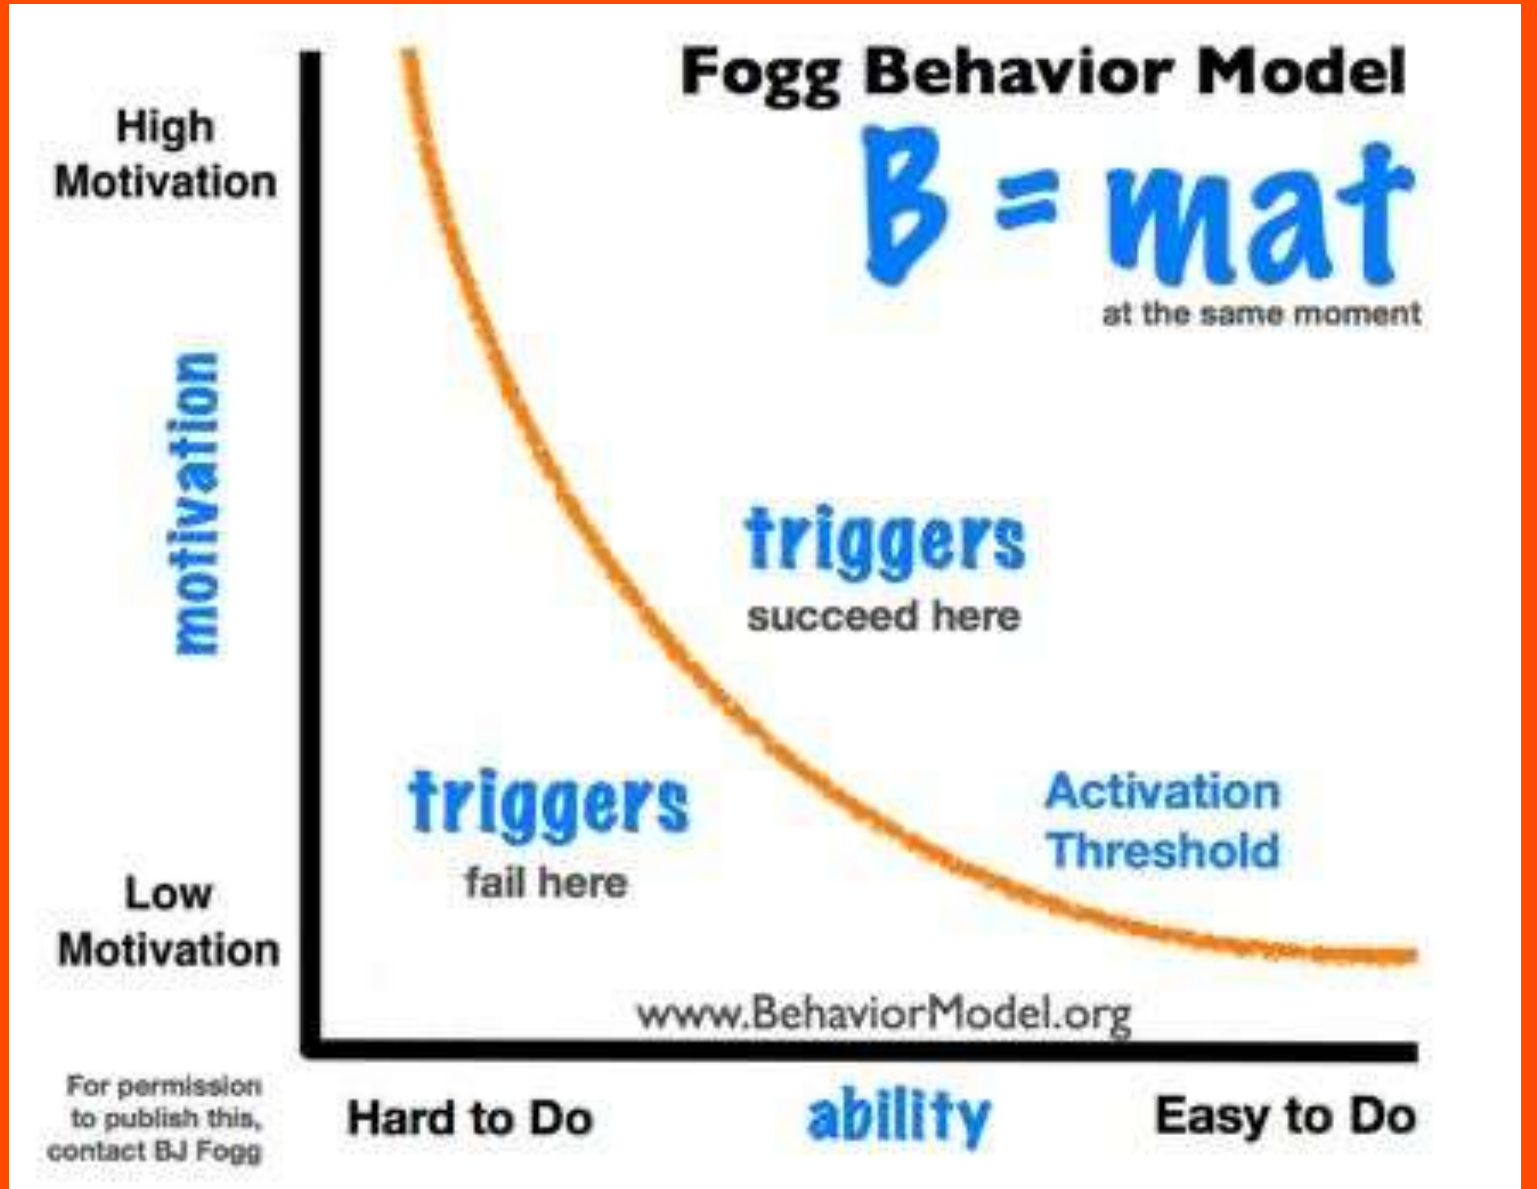 Fogg Behavior Model
B = mat
at the same moment
High
Motivation
motivation
triggers
succeed here
triggers
fail here
Activation
Threshold
Low
Motivation
www.BehaviorModel.org
For permission
to publish this,
contact BJ Fogg
Hard to Do
ability
Easy to Do